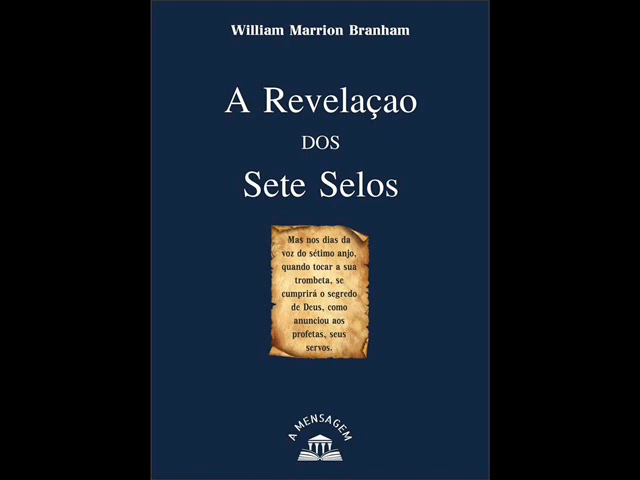 William Marrion Branham
A Revelaçao
DOS
Sete Selos
Mas nos dias da
voz do sétimo anjo,
quando tocar a sua
trombeta, se
cumprirá o segredo
de Deus, como
anunciou aos
profetas, seus
servos.
A MENSAGEM